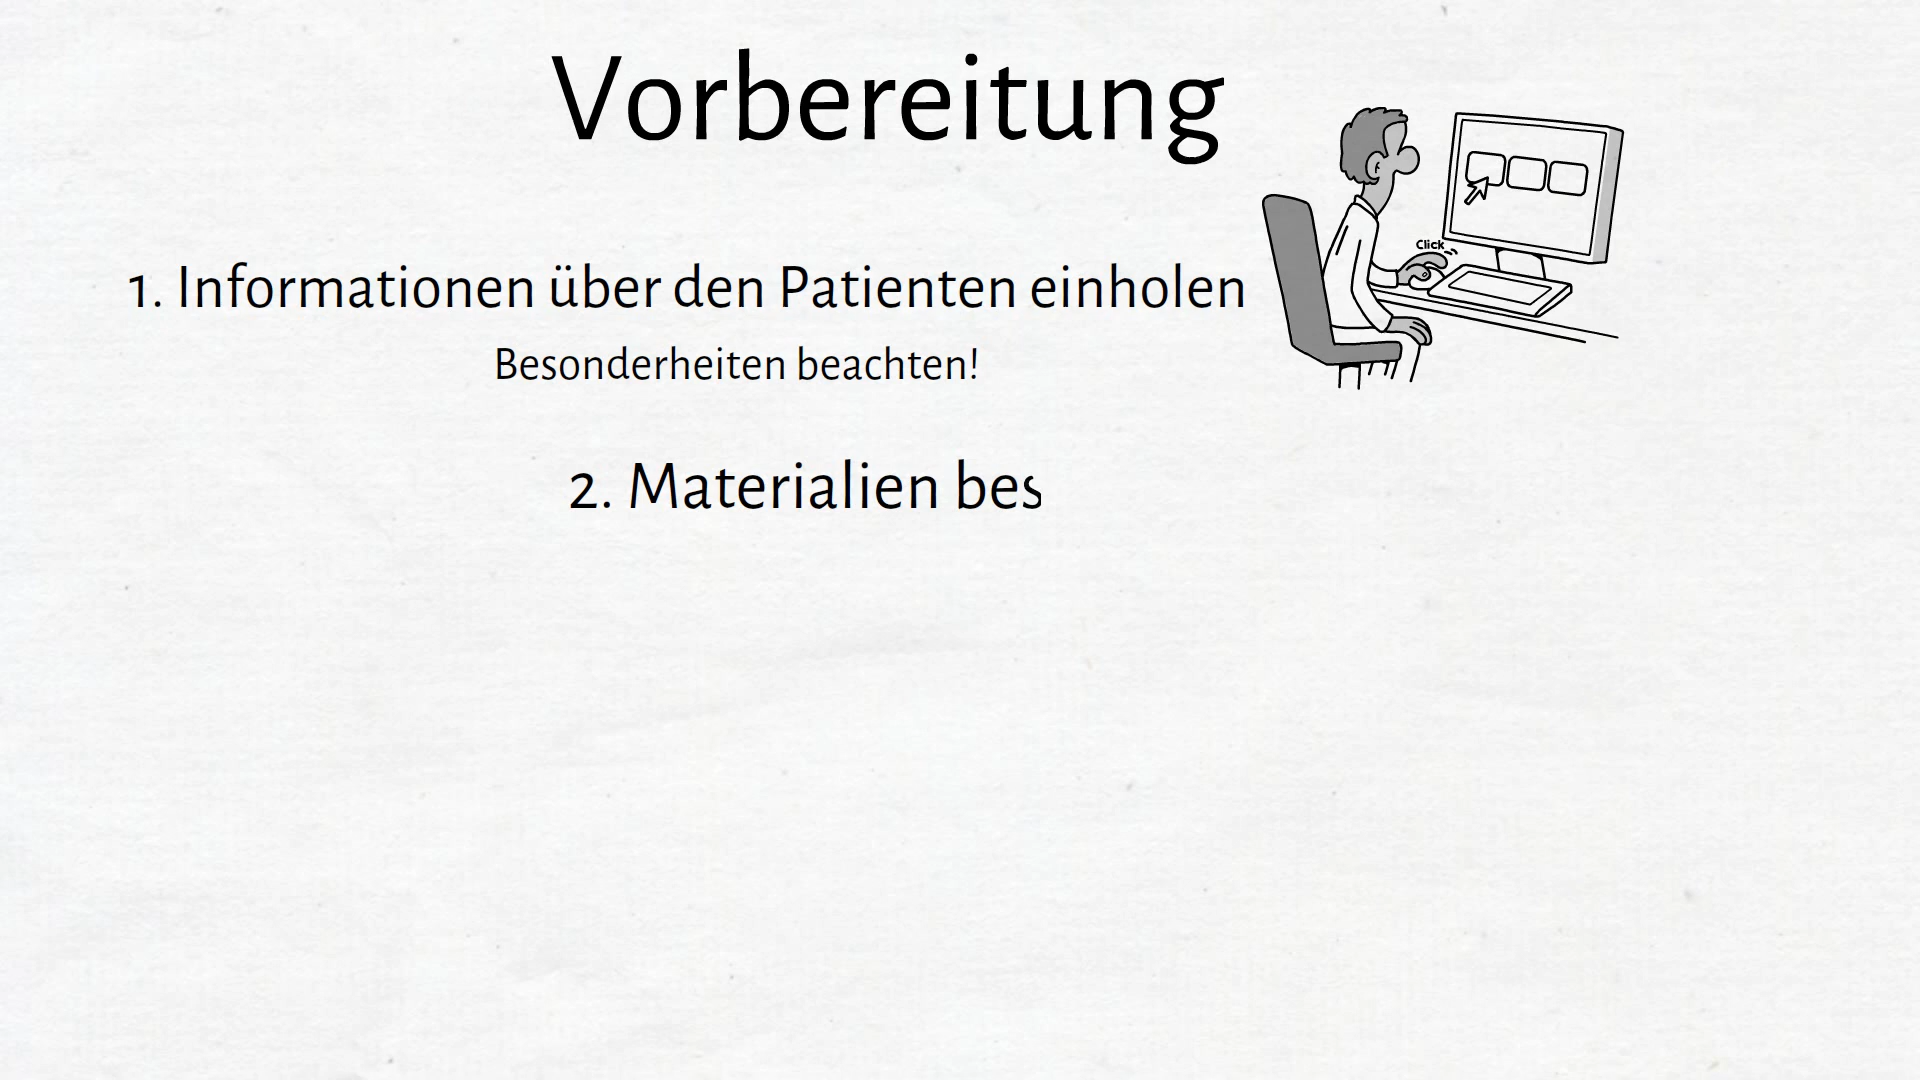 Vorbereitung
Click
1. Informationen über den Patienten einholen
Besonderheiten beachten!
2. Materialien bes